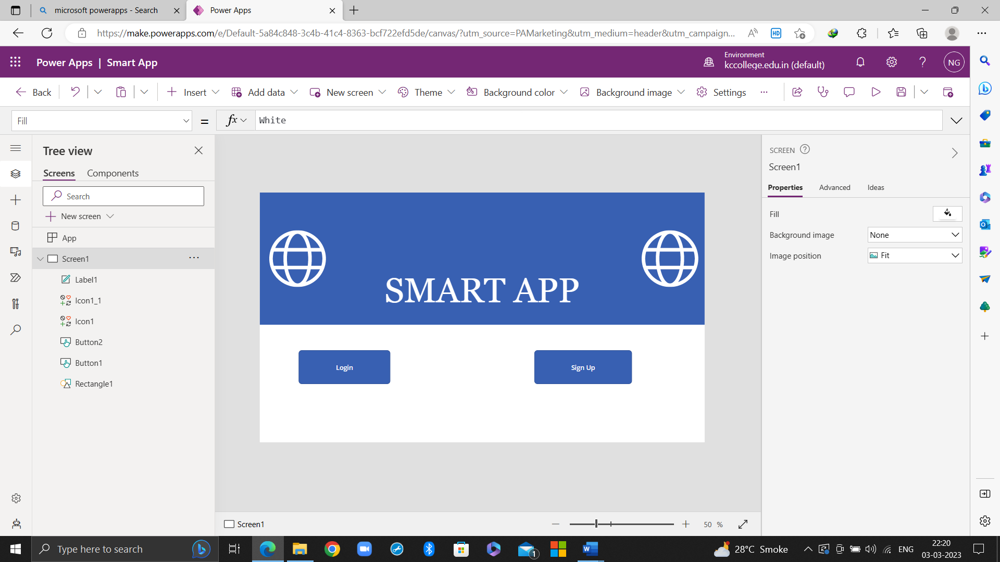 microsoft powerapps - Search
Power Apps
https://make.powerapps.com/e/Default-5a84c848-3c4b-41c4-8363-bcf722efd5de/canvas/?utm_source=PAMarketing&utm_medium=header&utm_campaign...
HD
Power Apps | Smart App
Environment
kccollege.edu.in (default)
NG
Back
Insert
Add data
New screen
Theme
Background color
Background image
Settings
Fill
=
fx
White
Tree view
Screens
Components
Search
New screen
App
Screen1
Label1
Icon1_1
Icon1
Button2
Button1
Rectangle1
SMART APP
Login
Sign Up
SCREEN
Screen1
Properties
Advanced
Ideas
Fill
Background image
None
Image position
Fit
Screen1
50 %
Type here to search
1
28°C Smoke
ENG
22:20
03-03-2023